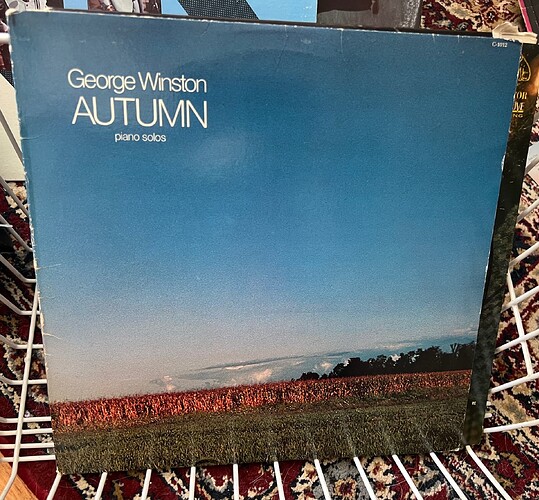 George Winston
AUTUMN
piano solos
C-1012